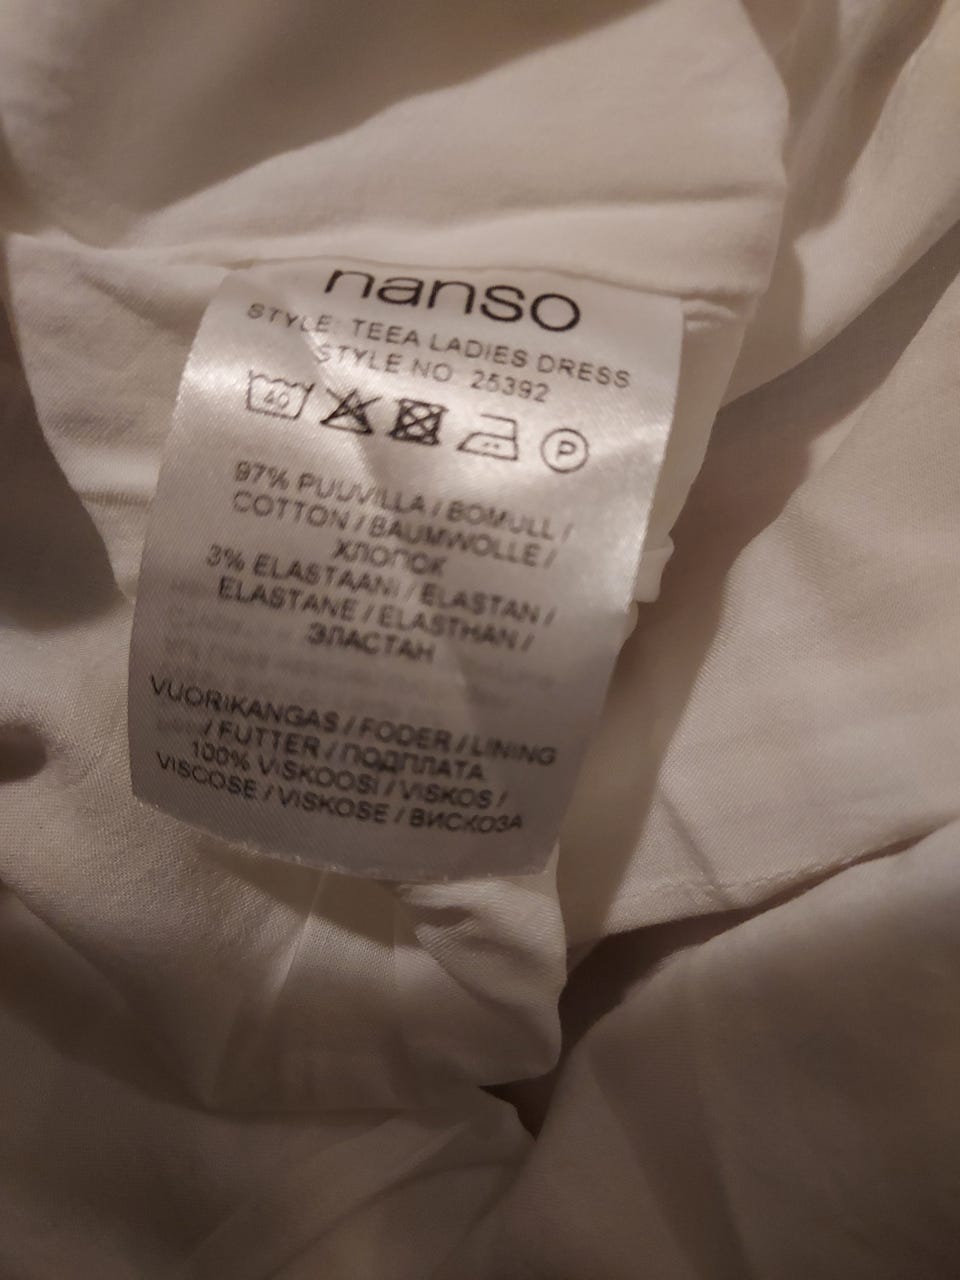 nanso
STYLE: TEEA LADIES DRESS
STYLE NO. 25392
40 P
97% PUUVILLA / BOMULL /
COTTON / BAUMWOLLE /
ХЛОПОК
3% ELASTAANI / ELASTAN /
ELASTANE / ELASTHAN /
ЭЛАСТАН
VUORIKANGAS / FODER / LINING
/ FUTTER / ПОДПЛАТА
100% VISKOOSI / VISKOS /
VISCOSE / VISKOSE / ВИСКОЗА